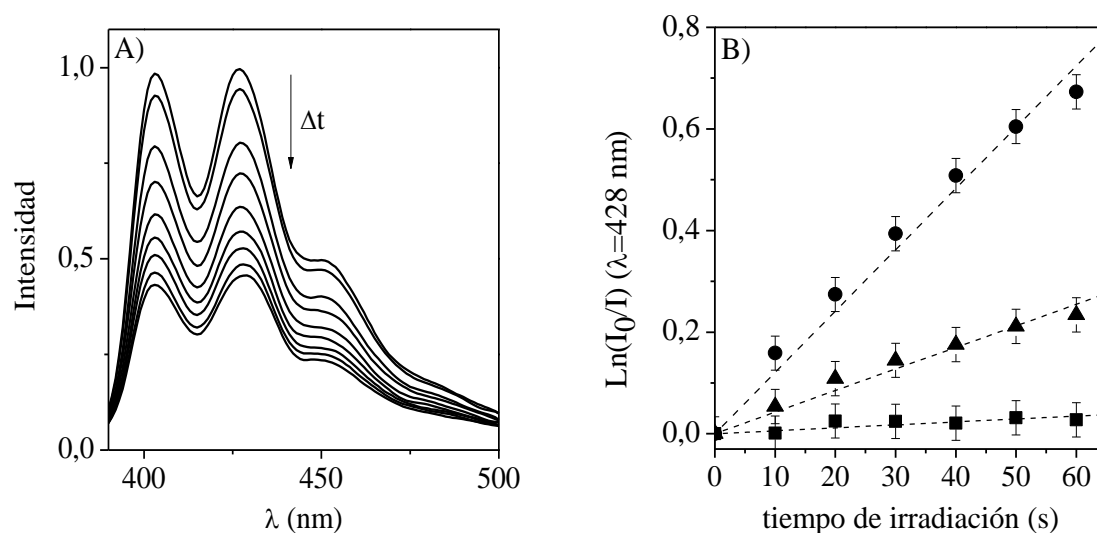 A)
Δt
Intensidad
1,0
0,5
0,0
400
450
500
λ (nm)
B)
Ln(I₀/I) (λ=428 nm)
0,8
0,6
0,4
0,2
0,0
0
10
20
30
40
50
60
tiempo de irradiación (s)